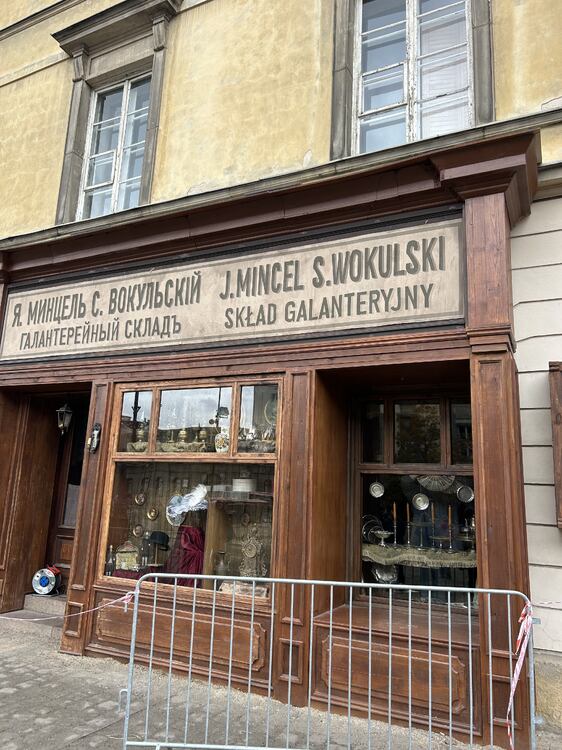 Я. МИНЦЕЛЬ С. ВОКУЛЬСКІЙ
ГАЛАНТЕРЕЙНЫЙ СКЛАДЪ
J.MINCEL S.WOKULSKI
SKŁAD GALANTERYJNY